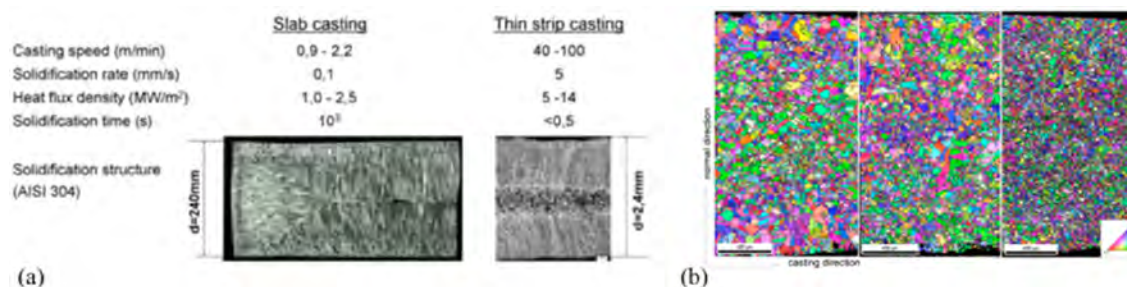 Slab casting Thin strip casting
Casting speed (m/min) 0,9 - 2,2 40 -100
Solidification rate (mm/s) 0,1 5
Heat flux density (MW/m²) 1,0 - 2,5 5 -14
Solidification time (s) 10³ <0,5
Solidification structure
(AISI 304)
d=240mm
d=2,4mm
(a)
normal direction
casting direction
(b)